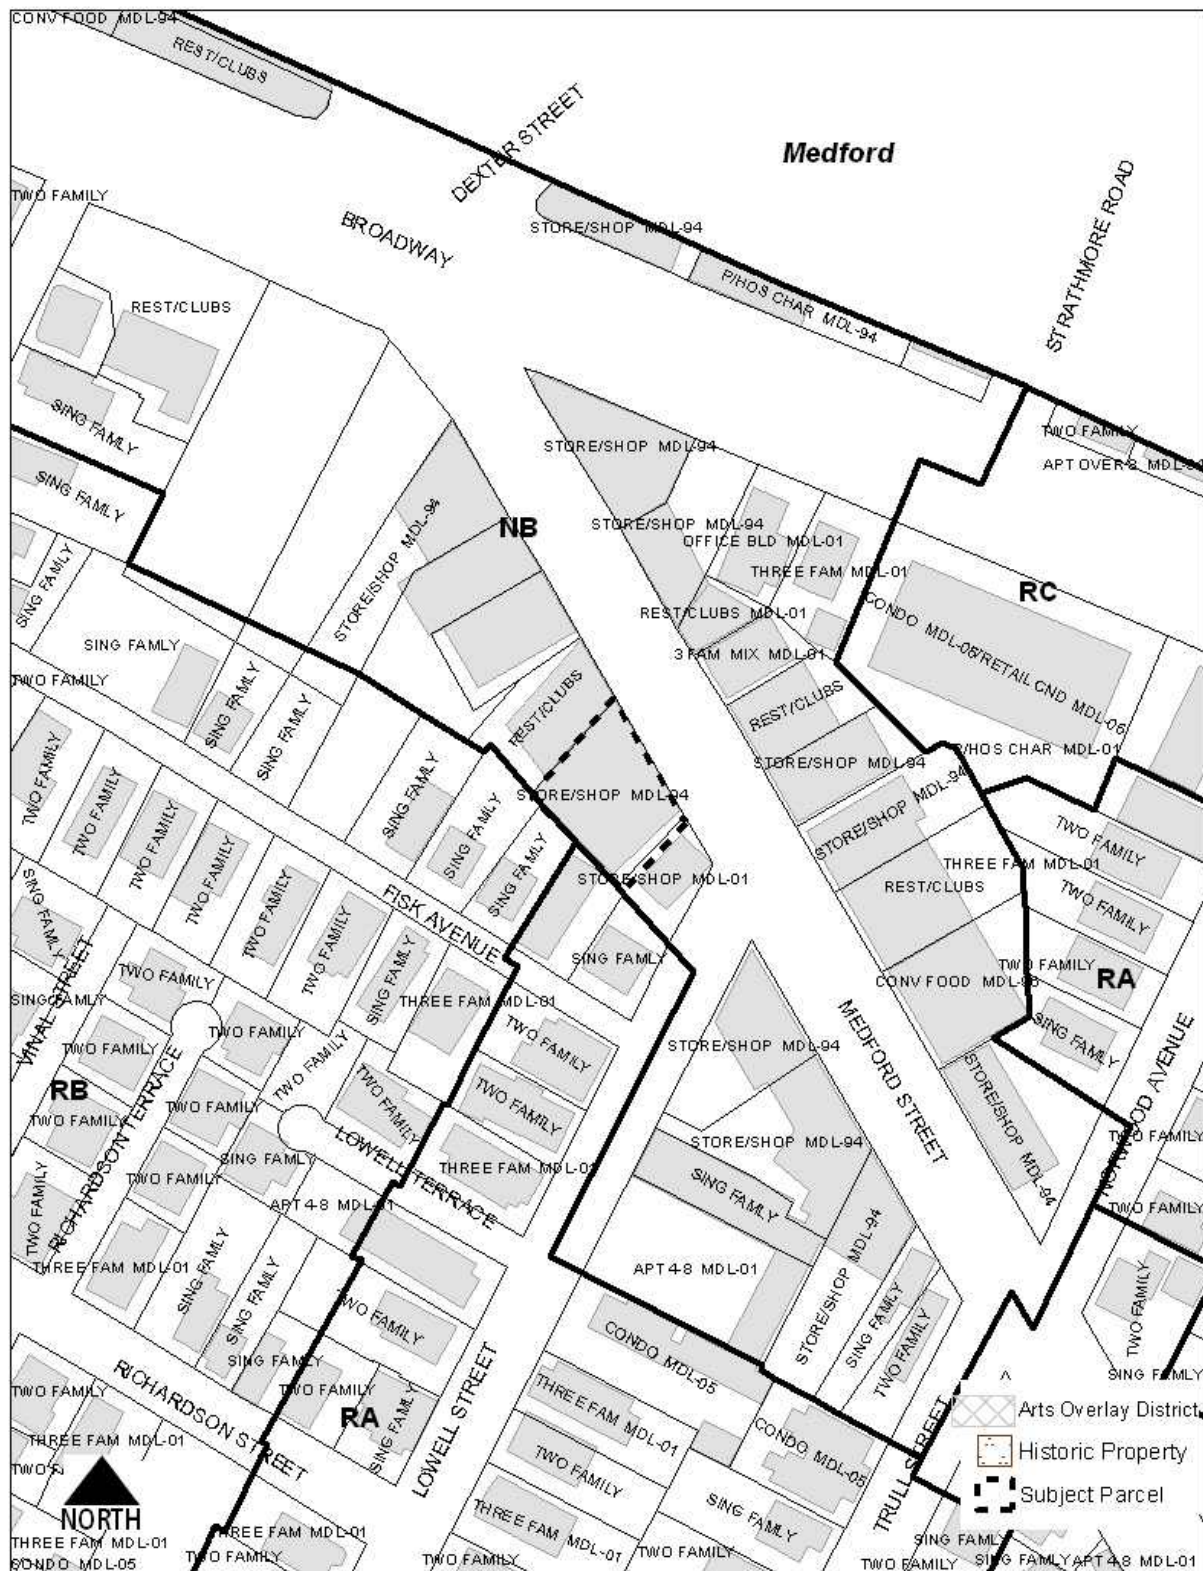 CONV FOOD MDL-94
REST/CLUBS
DEXTER STREET
Medford
STRATHMORE ROAD
TWO FAMILY
BROADWAY
STORE/SHOP MDL-94
P/HOS CHAR MDL-94
REST/CLUBS
SING FAMLY
SING FAMLY
STORE/SHOP MDL-94
TWO FAMILY
STORE/SHOP MDL-94
NB
STORE/SHOP MDL-94
OFFICE BLD MDL-01
THREE FAM MDL-01
RC
SING FAMLY
STORE/SHOP MDL-94
REST/CLUBS MDL-01
3 FAM MIX MDL-01
SING FAMLY
TWO FAMILY
SING FAMLY
SING FAMLY
REST/CLUBS
REST/CLUBS
STORE/SHOP MDL-94
P/HOS CHAR MDL-01
TWO FAMILY
TWO FAMILY
TWO FAMILY
TWO FAMILY
SING FAMLY
SING FAMLY
SING FAMLY
STORE/SHOP MDL-94
STORE/SHOP MDL-01
STORE/SHOP MDL-94
TWO FAMILY
THREE FAM MDL-01
REST/CLUBS
TWO FAMILY
SING FAMLY
TWO FAMILY
TWO FAMILY
SING FAMLY
FISK AVENUE
SING FAMLY
TWO FAMILY
CONV FOOD MDL-95
RA
SING FAMLY
VINAL STREET
TWO FAMILY
SING FAMLY
THREE FAM MDL-01
TWO FAMILY
TWO FAMILY
TWO FAMILY
TWO FAMILY
STORE/SHOP MDL-94
MEDFORD STREET
SING FAMLY
NORWOOD AVENUE
RB
TWO FAMILY
RICHARDSON TERRACE
TWO FAMILY
TWO FAMILY
TWO FAMILY
STORE/SHOP MDL-94
TWO FAMILY
TWO FAMILY
TWO FAMILY
SING FAMLY
LOWELL TERRACE
THREE FAM MDL-01
STORE/SHOP MDL-94
SING FAMLY
TWO FAMILY
APT 4-8 MDL-01
THREE FAM MDL-01
SING FAMLY
SING FAMLY
APT 4-8 MDL-01
STORE/SHOP MDL-94
STORE/SHOP MDL-94
SING FAMLY
TWO FAMILY
TWO FAMILY
TWO FAMILY
CONDO MDL-05
RICHARDSON STREET
SING FAMLY
TWO FAMILY
RA
SING FAMLY
LOWELL STREET
THREE FAM MDL-01
SING FAMLY
TWO FAMILY
THREE FAM MDL-01
TWO FAMILY
CONDO MDL-05
TRULL STREET
Arts Overlay District
Historic Property
Subject Parcel
NORTH
THREE FAM MDL-01
THREE FAM MDL-01
THREE FAM MDL-01
SING FAMLY
SING FAMLY
CONDO MDL-05
TWO FAMILY
TWO FAMILY
TWO FAMILY
TWO FAMILY
SING FAMLY
APT 4-8 MDL-01